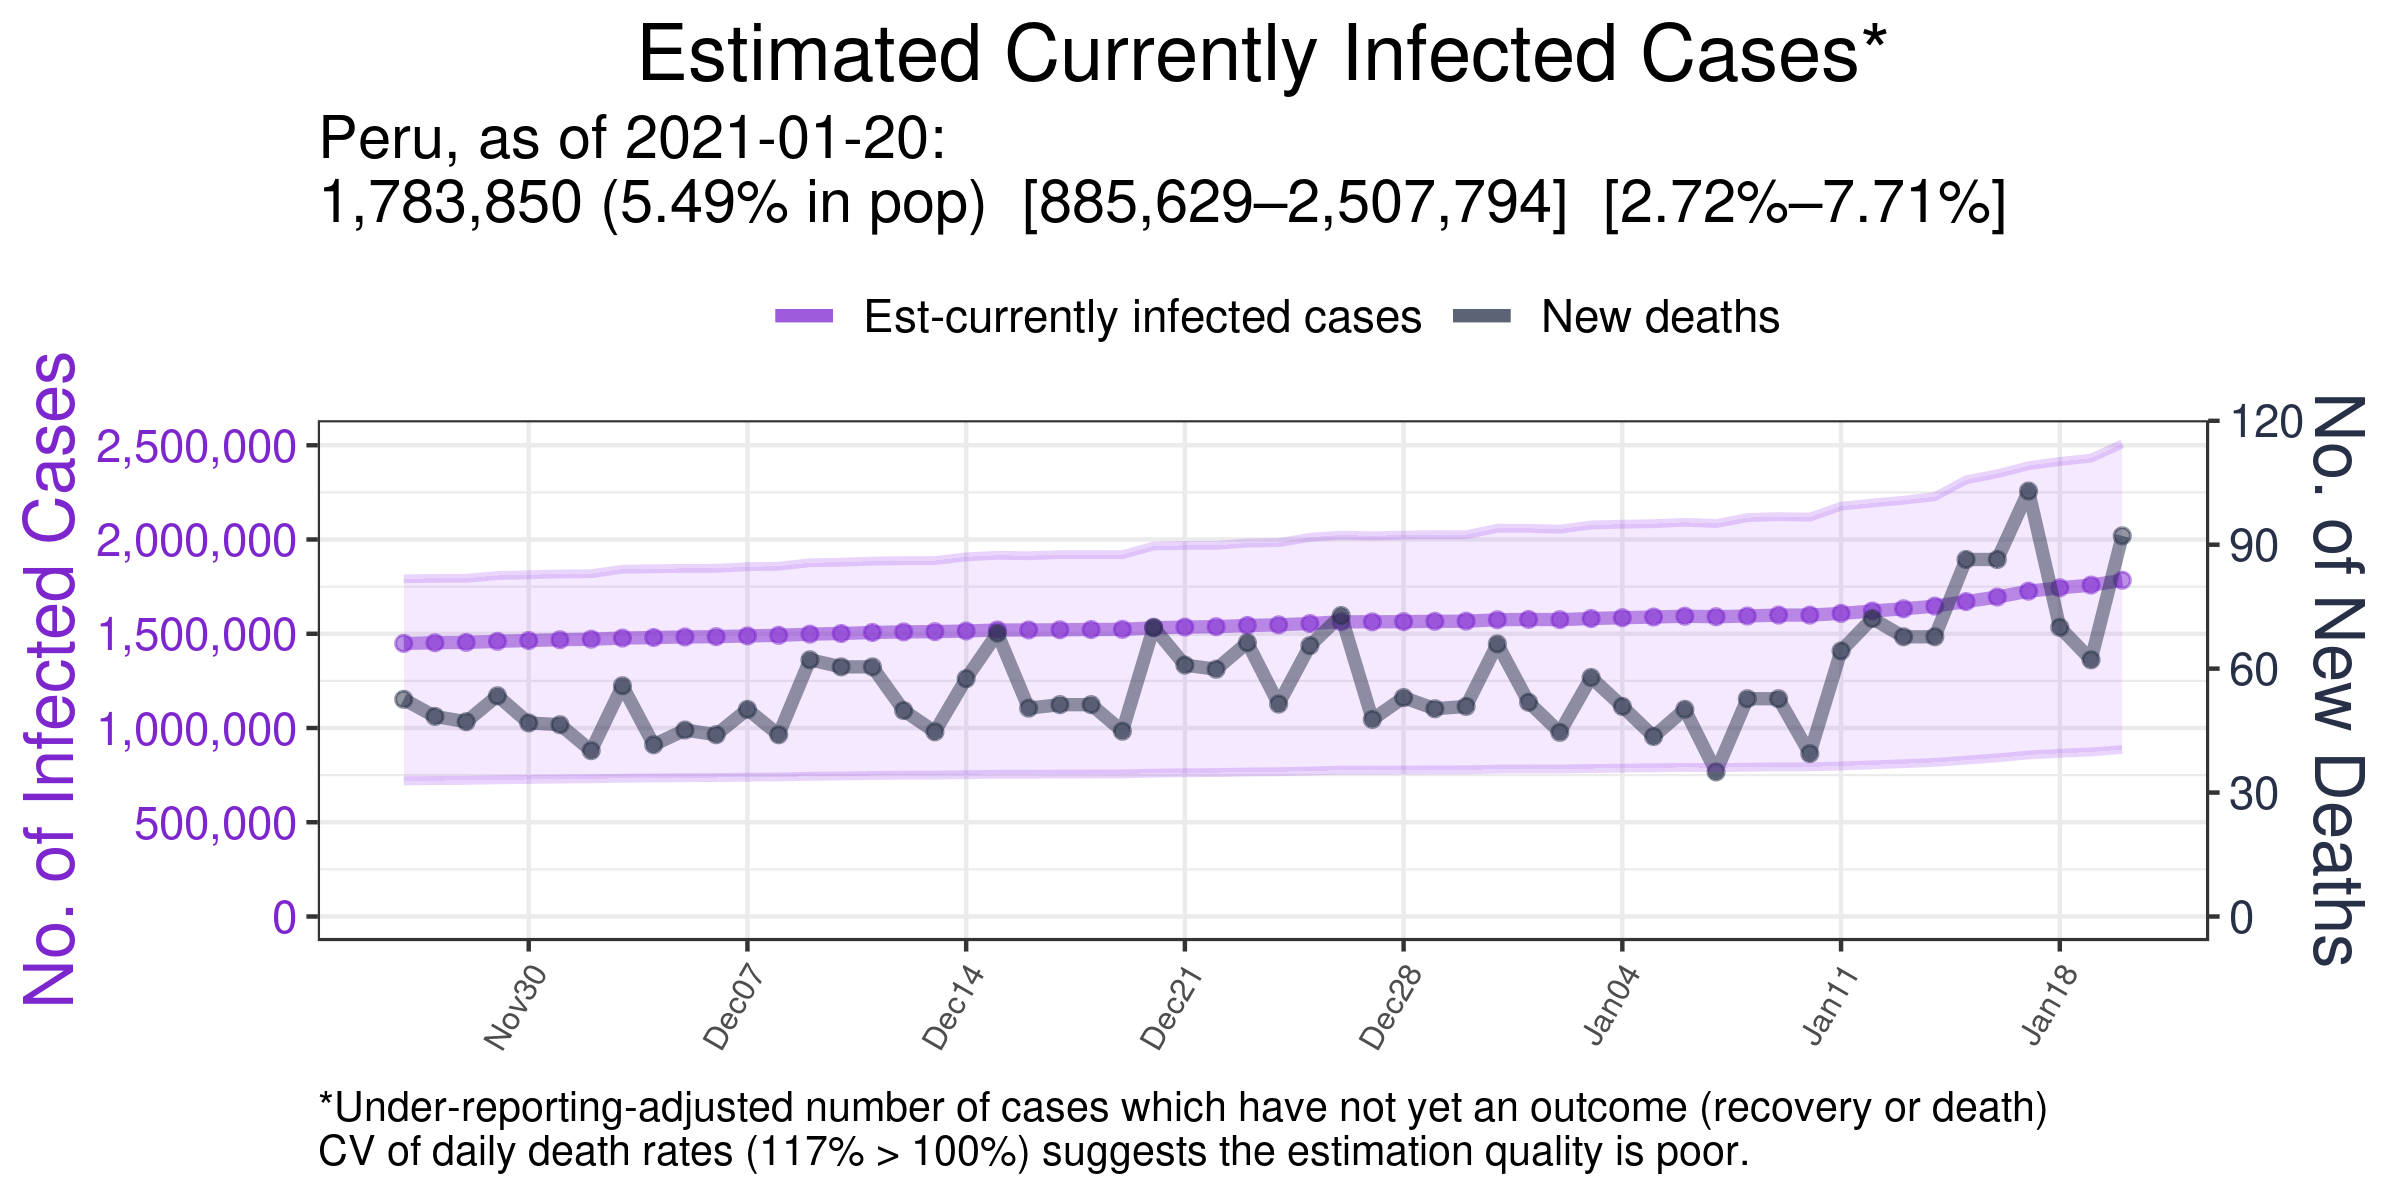 Estimated Currently Infected Cases*
Peru, as of 2021-01-20:
1,783,850 (5.49% in pop)  [885,629–2,507,794]  [2.72%–7.71%]
Est-currently infected cases
New deaths
No. of Infected Cases
2,500,000
2,000,000
1,500,000
1,000,000
500,000
0
120
90
60
30
0
No. of New Deaths
Nov30
Dec07
Dec14
Dec21
Dec28
Jan04
Jan11
Jan18
*Under-reporting-adjusted number of cases which have not yet an outcome (recovery or death)
CV of daily death rates (117% > 100%) suggests the estimation quality is poor.